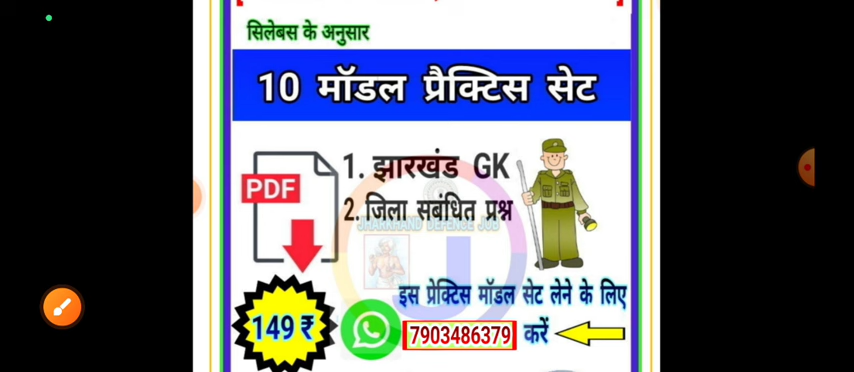 सिलेबस के अनुसार
10 मॉडल प्रैक्टिस सेट
PDF
1. झारखंड GK
2. जिला सबंधित प्रश्न
JHARKHAND DEFENCE JOB
J
इस प्रेक्टिस मॉडल सेट लेने के लिए
149 ₹
7903486379 करें